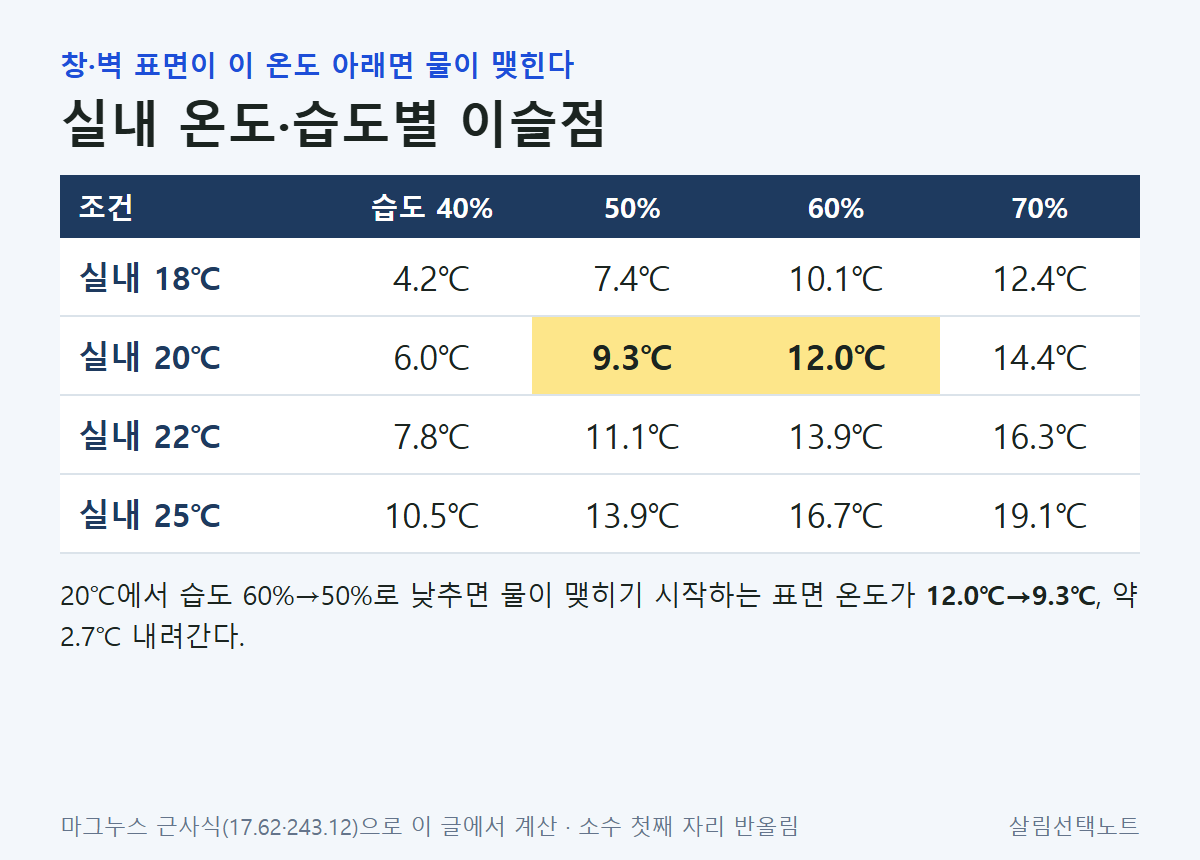 창·벽 표면이 이 온도 아래면 물이 맺힌다
실내 온도·습도별 이슬점
조건 습도 40% 50% 60% 70%
실내 18℃ 4.2℃ 7.4℃ 10.1℃ 12.4℃
실내 20℃ 6.0℃ 9.3℃ 12.0℃ 14.4℃
실내 22℃ 7.8℃ 11.1℃ 13.9℃ 16.3℃
실내 25℃ 10.5℃ 13.9℃ 16.7℃ 19.1℃
20℃에서 습도 60%→50%로 낮추면 물이 맺히기 시작하는 표면 온도가 12.0℃→9.3℃, 약
2.7℃ 내려간다.
마그누스 근사식(17.62·243.12)으로 이 글에서 계산 · 소수 첫째 자리 반올림 살림선택노트